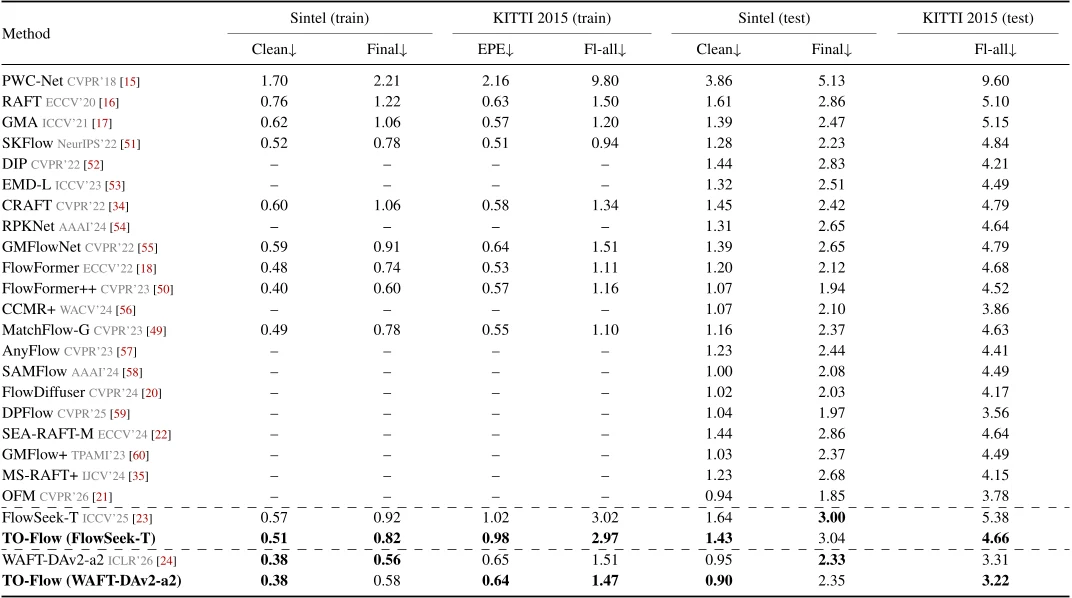 Method Sintel (train) KITTI 2015 (train) Sintel (test) KITTI 2015 (test)
Clean↓ Final↓ EPE↓ Fl-all↓ Clean↓ Final↓ Fl-all↓
PWC-Net CVPR'18 [15] 1.70 2.21 2.16 9.80 3.86 5.13 9.60
RAFT ECCV'20 [16] 0.76 1.22 0.63 1.50 1.61 2.86 5.10
GMA ICCV'21 [17] 0.62 1.06 0.57 1.20 1.39 2.47 5.15
SKFlow NeurIPS'22 [51] 0.52 0.78 0.51 0.94 1.28 2.23 4.84
DIP CVPR'22 [52] – – – – 1.44 2.83 4.21
EMD-L ICCV'23 [53] – – – – 1.32 2.51 4.49
CRAFT CVPR'22 [34] 0.60 1.06 0.58 1.34 1.45 2.42 4.79
RPKNet AAAI'24 [54] – – – – 1.31 2.65 4.64
GMFlowNet CVPR'22 [55] 0.59 0.91 0.64 1.51 1.39 2.65 4.79
FlowFormer ECCV'22 [18] 0.48 0.74 0.53 1.11 1.20 2.12 4.68
FlowFormer++ CVPR'23 [50] 0.40 0.60 0.57 1.16 1.07 1.94 4.52
CCMR+ WACV'24 [56] – – – – 1.07 2.10 3.86
MatchFlow-G CVPR'23 [49] 0.49 0.78 0.55 1.10 1.16 2.37 4.63
AnyFlow CVPR'23 [57] – – – – 1.23 2.44 4.41
SAMFlow AAAI'24 [58] – – – – 1.00 2.08 4.49
FlowDiffuser CVPR'24 [20] – – – – 1.02 2.03 4.17
DPFlow CVPR'25 [59] – – – – 1.04 1.97 3.56
SEA-RAFT-M ECCV'24 [22] – – – – 1.44 2.86 4.64
GMFlow+ TPAMI'23 [60] – – – – 1.03 2.37 4.49
MS-RAFT+ IJCV'24 [35] – – – – 1.23 2.68 4.15
OFM CVPR'26 [21] – – – – 0.94 1.85 3.78
FlowSeek-T ICCV'25 [23] 0.57 0.92 1.02 3.02 1.64 3.00 5.38
TO-Flow (FlowSeek-T) 0.51 0.82 0.98 2.97 1.43 3.04 4.66
WAFT-DAv2-a2 ICLR'26 [24] 0.38 0.56 0.65 1.51 0.95 2.33 3.31
TO-Flow (WAFT-DAv2-a2) 0.38 0.58 0.64 1.47 0.90 2.35 3.22